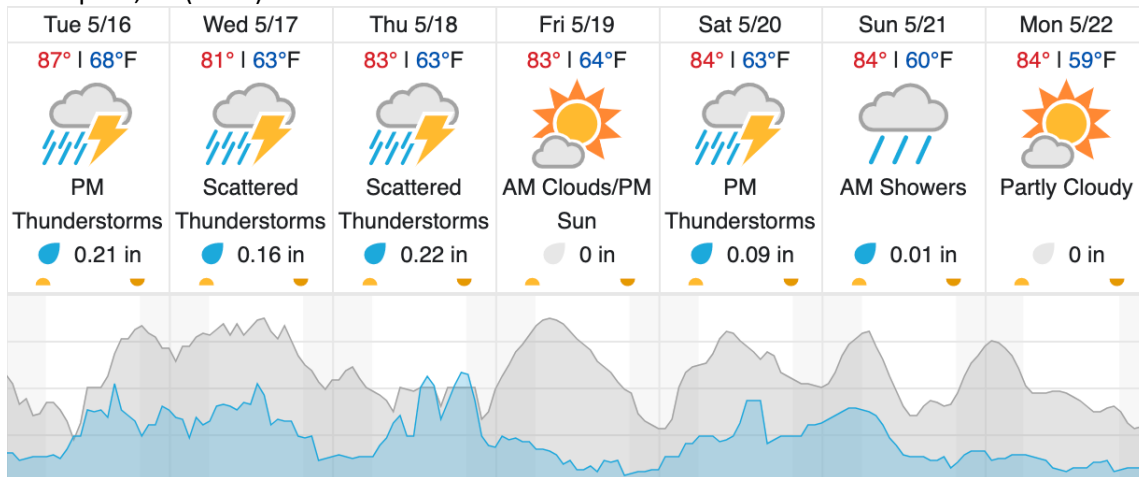 Tue 5/16 Wed 5/17 Thu 5/18 Fri 5/19 Sat 5/20 Sun 5/21 Mon 5/22
87° | 68°F 81° | 63°F 83° | 63°F 83° | 64°F 84° | 63°F 84° | 60°F 84° | 59°F
PM Scattered Scattered AM Clouds/PM PM AM Showers Partly Cloudy
Thunderstorms Thunderstorms Thunderstorms Sun Thunderstorms
0.21 in 0.16 in 0.22 in 0 in 0.09 in 0.01 in 0 in